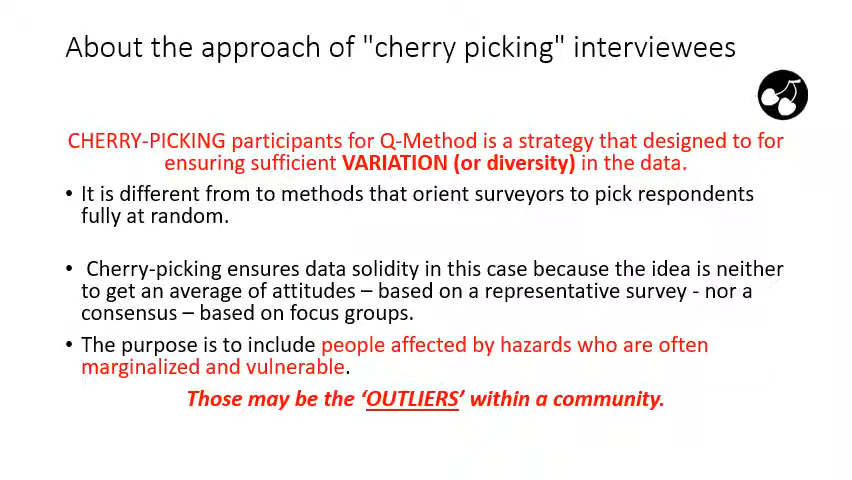 About the approach of "cherry picking" interviewees
CHERRY-PICKING participants for Q-Method is a strategy that designed to for
ensuring sufficient VARIATION (or diversity) in the data.
• It is different from to methods that orient surveyors to pick respondents
fully at random.
• Cherry-picking ensures data solidity in this case because the idea is neither
to get an average of attitudes – based on a representative survey - nor a
consensus – based on focus groups.
• The purpose is to include people affected by hazards who are often
marginalized and vulnerable.
Those may be the ‘OUTLIERS’ within a community.